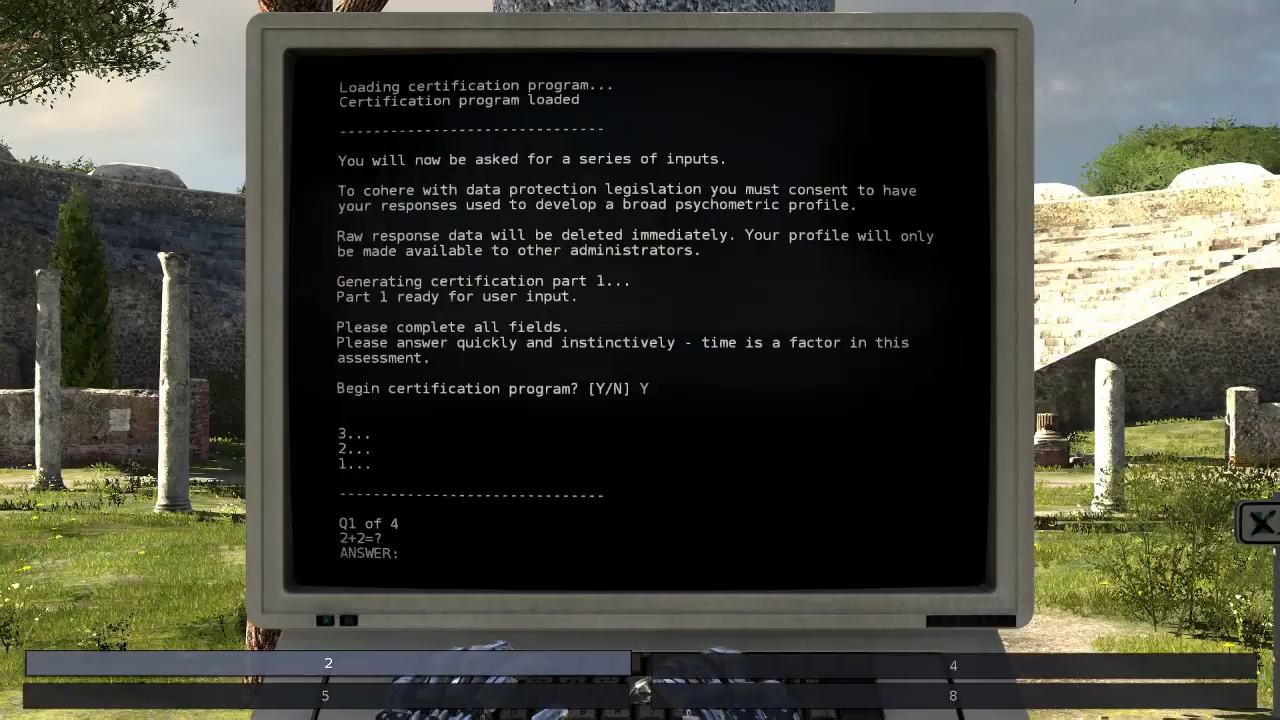 Loading certification program...
Certification program loaded
-------------------------------
You will now be asked for a series of inputs.
To cohere with data protection legislation you must consent to have
your responses used to develop a broad psychometric profile.
Raw response data will be deleted immediately. Your profile will only
be made available to other administrators.
Generating certification part 1...
Part 1 ready for user input.
Please complete all fields.
Please answer quickly and instinctively - time is a factor in this
assessment.
Begin certification program? [Y/N] Y
3...
2...
1...
-------------------------------
Q1 of 4
2+2=?
ANSWER:
X
2
4
5
8